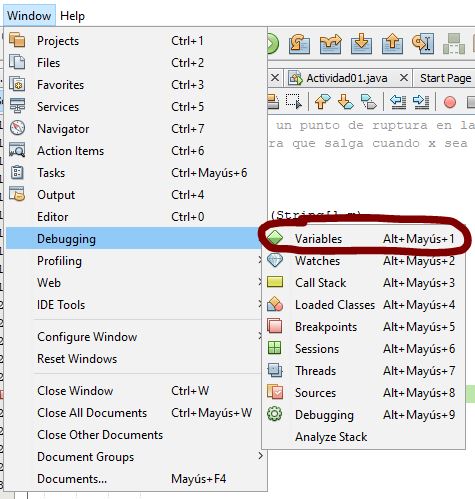 Window Help
Projects Ctrl+1
Files Ctrl+2
Favorites Ctrl+3
Services Ctrl+5
Navigator Ctrl+7
Action Items Ctrl+6
Tasks Ctrl+Mayús+6
Output Ctrl+4
Editor Ctrl+0
Debugging
Profiling
Web
IDE Tools
Configure Window
Reset Windows
Close Window Ctrl+W
Close All Documents Ctrl+Mayús+W
Close Other Documents
Document Groups
Documents... Mayús+F4
Actividad01.java Start Page
un punto de ruptura en la
ra que salga cuando x sea
(String[] m)
Variables Alt+Mayús+1
Watches Alt+Mayús+2
Call Stack Alt+Mayús+3
Loaded Classes Alt+Mayús+4
Breakpoints Alt+Mayús+5
Sessions Alt+Mayús+6
Threads Alt+Mayús+7
Sources Alt+Mayús+8
Debugging Alt+Mayús+9
Analyze Stack